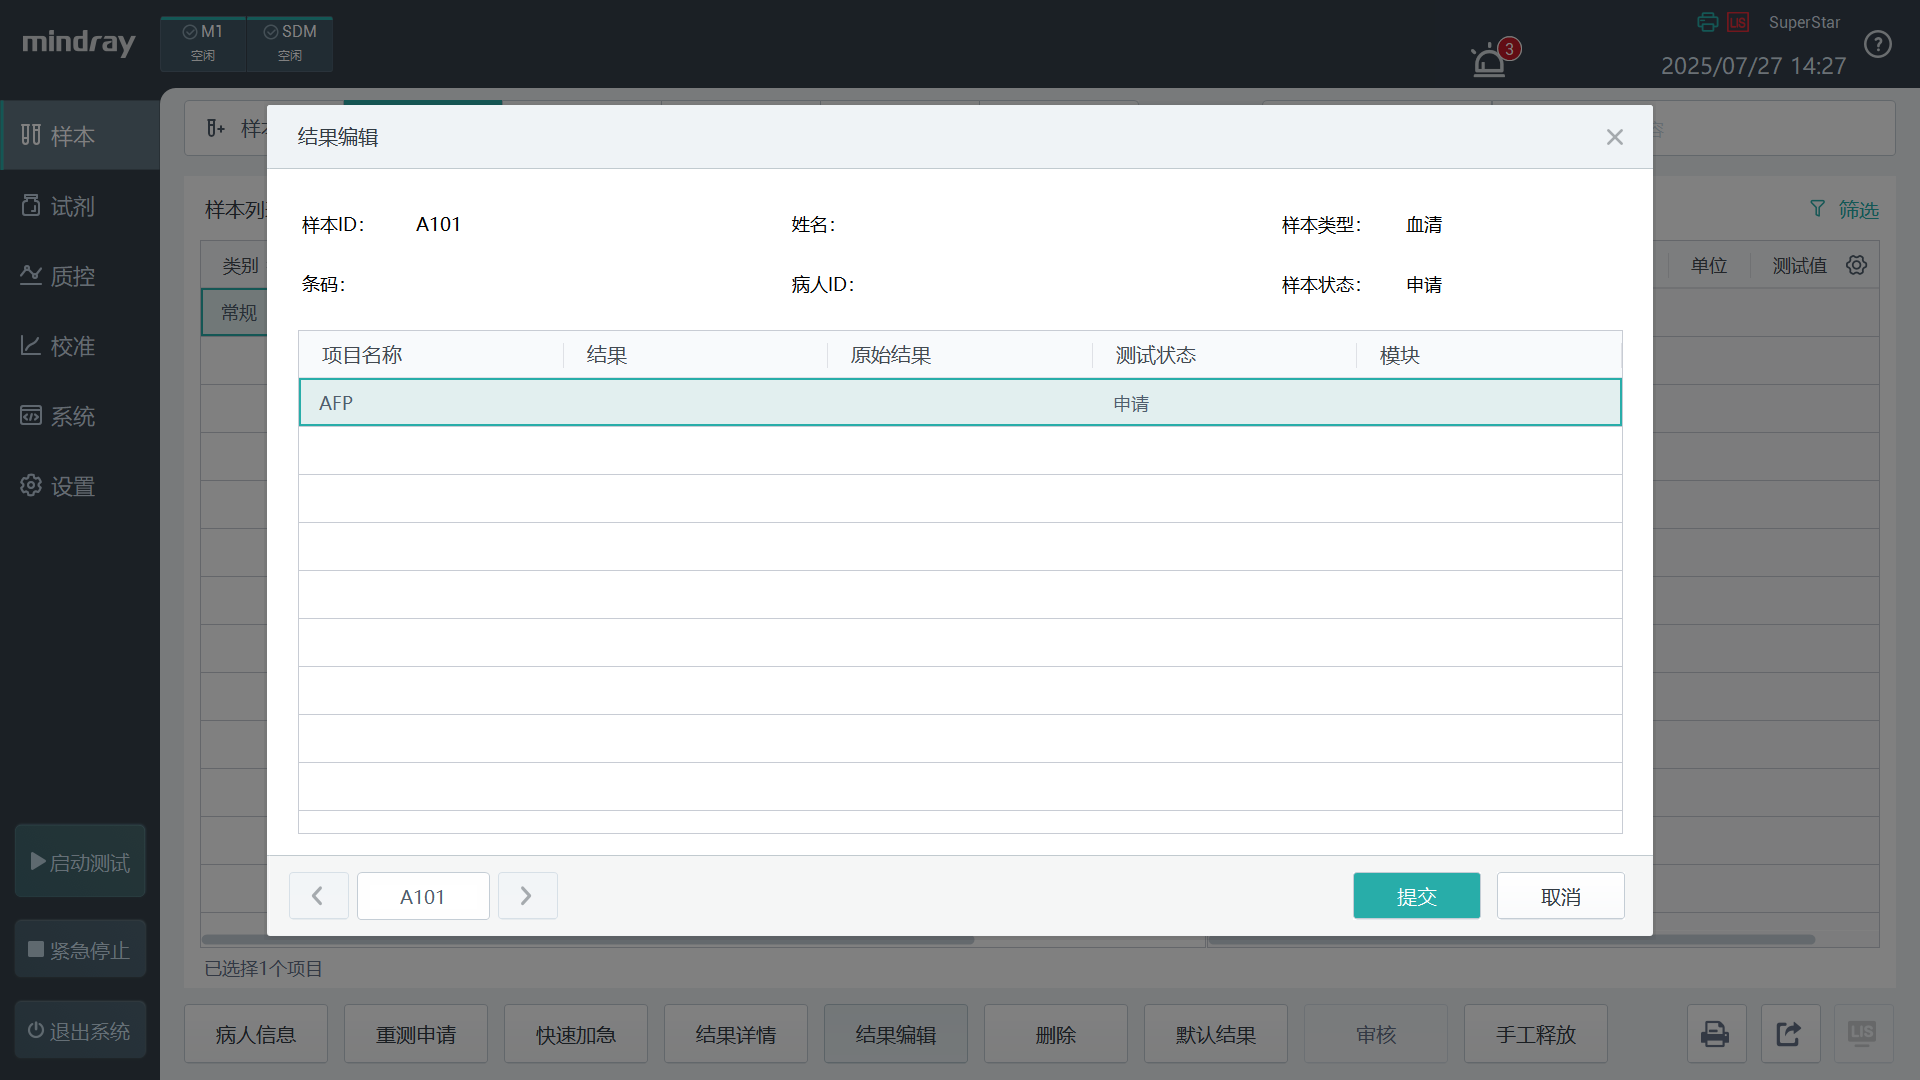 mindray
M1
空闲
SDM
空闲
3
LIS
SuperStar
2025/07/27 14:27
?
样本
试剂
质控
校准
系统
设置
启动测试
紧急停止
退出系统
样本列
筛选
类别
单位
测试值
常规
结果编辑
样本ID：
A101
姓名：
样本类型：
血清
条码：
病人ID：
样本状态：
申请
项目名称
结果
原始结果
测试状态
模块
AFP
申请
A101
提交
取消
已选择1个项目
病人信息
重测申请
快速加急
结果详情
结果编辑
删除
默认结果
审核
手工释放
LIS